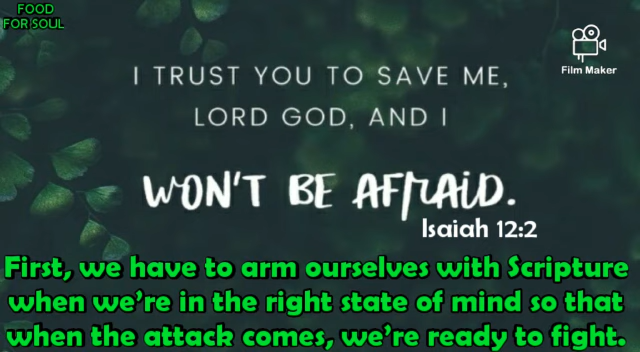 FOOD
FOR SOUL
Film Maker
I TRUST YOU TO SAVE ME,
LORD GOD, AND I
WON'T BE AFRAID.
Isaiah 12:2
First, we have to arm ourselves with Scripture
when we're in the right state of mind so that
when the attack comes, we're ready to fight.